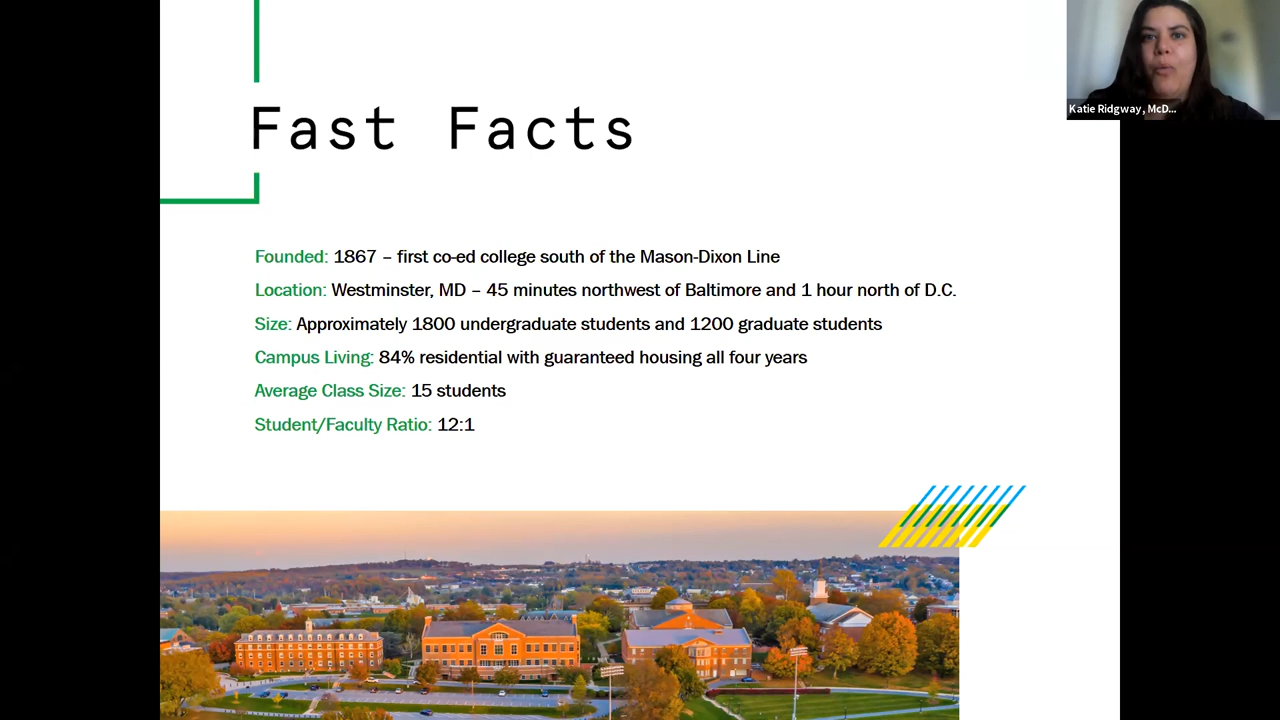 Fast Facts
Katie Ridgway, McD...
Founded: 1867 – first co-ed college south of the Mason-Dixon Line
Location: Westminster, MD – 45 minutes northwest of Baltimore and 1 hour north of D.C.
Size: Approximately 1800 undergraduate students and 1200 graduate students
Campus Living: 84% residential with guaranteed housing all four years
Average Class Size: 15 students
Student/Faculty Ratio: 12:1